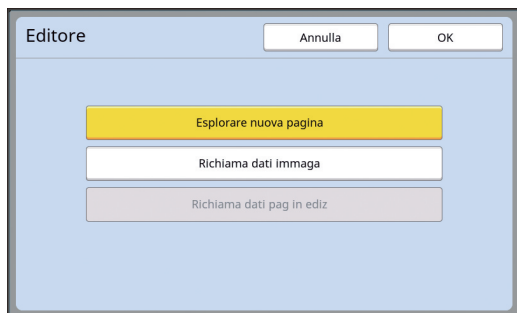 Editore
Annulla
OK
Esplorare nuova pagina
Richiama dati immaga
Richiama dati pag in ediz